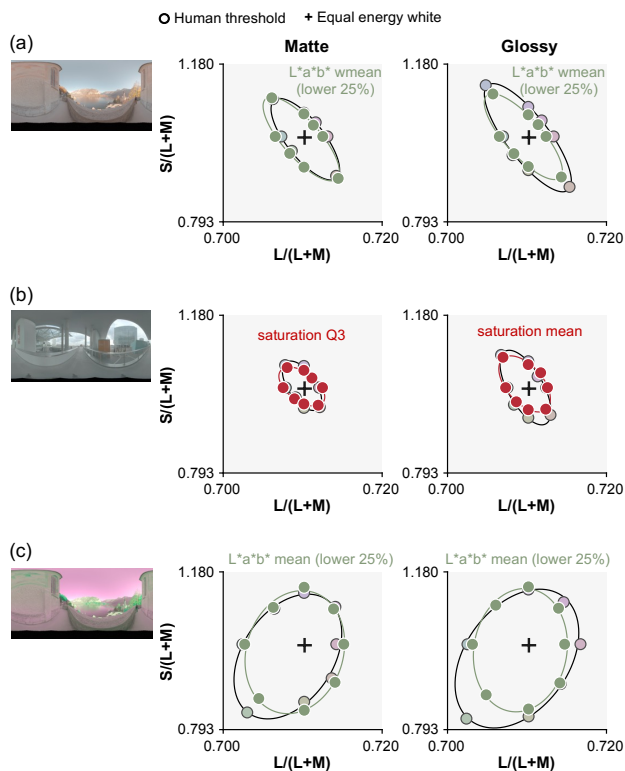 Human threshold + Equal energy white
(a)
Matte
Glossy
L*a*b* wmean
(lower 25%)
L*a*b* wmean
(lower 25%)
1.180
1.180
S/(L+M)
0.793
0.793
0.700
0.720
0.700
0.720
L/(L+M)
L/(L+M)
(b)
1.180
1.180
saturation Q3
saturation mean
S/(L+M)
0.793
0.793
0.700
0.720
0.700
0.720
L/(L+M)
L/(L+M)
(c)
L*a*b* mean (lower 25%)
L*a*b* mean (lower 25%)
1.180
1.180
S/(L+M)
0.793
0.793
0.700
0.720
0.700
0.720
L/(L+M)
L/(L+M)